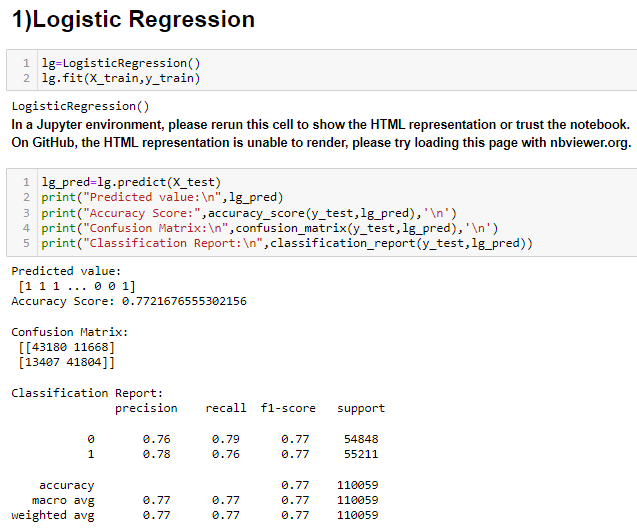 1)Logistic Regression
1 lg=LogisticRegression()
2 lg.fit(X_train,y_train)
LogisticRegression()
In a Jupyter environment, please rerun this cell to show the HTML representation or trust the notebook.
On GitHub, the HTML representation is unable to render, please try loading this page with nbviewer.org.
1 lg_pred=lg.predict(X_test)
2 print("Predicted value:\n",lg_pred)
3 print("Accuracy Score:",accuracy_score(y_test,lg_pred),'\n')
4 print("Confusion Matrix:\n",confusion_matrix(y_test,lg_pred),'\n')
5 print("Classification Report:\n",classification_report(y_test,lg_pred))
Predicted value:
[1 1 1 ... 0 0 1]
Accuracy Score: 0.7721676555302156
Confusion Matrix:
[[43180 11668]
[13407 41804]]
Classification Report:
precision recall f1-score support
0 0.76 0.79 0.77 54848
1 0.78 0.76 0.77 55211
accuracy 0.77 110059
macro avg 0.77 0.77 0.77 110059
weighted avg 0.77 0.77 0.77 110059